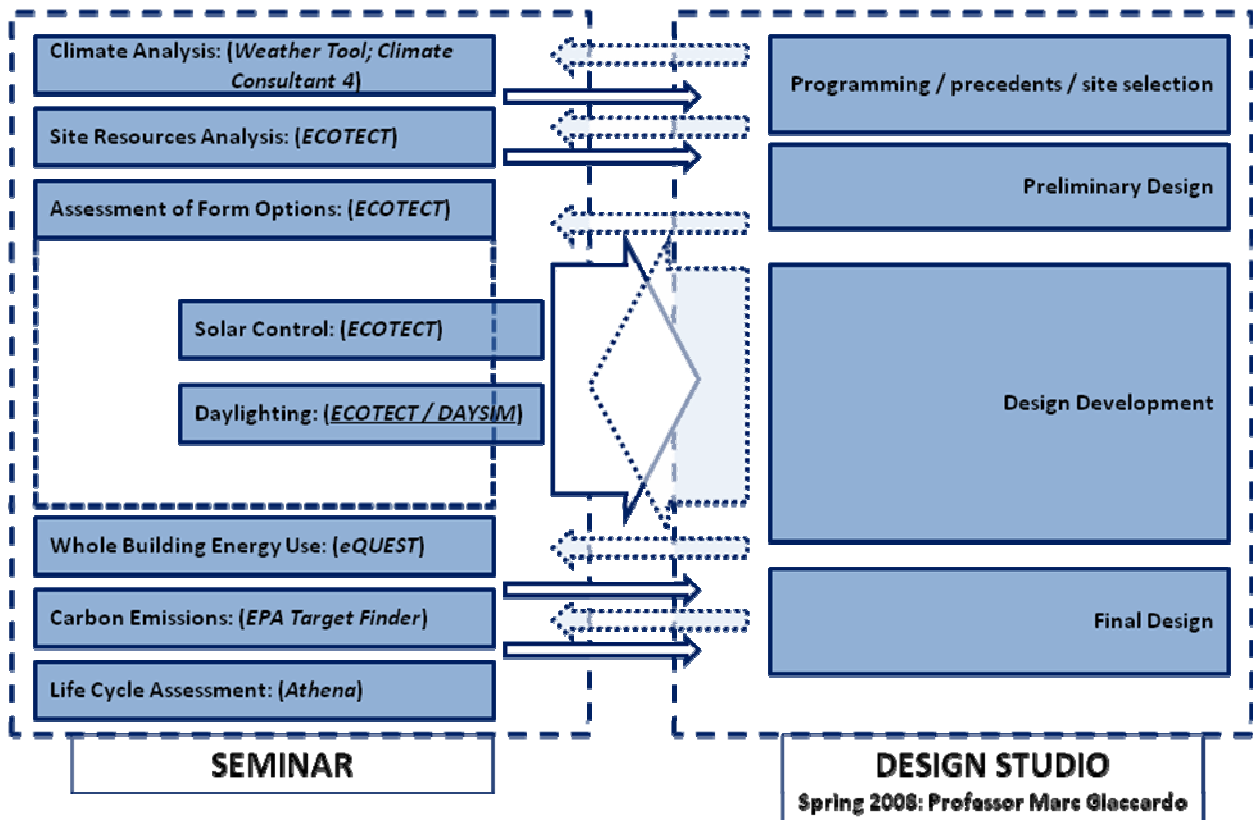 Climate Analysis: (Weather Tool; Climate
Consultant 4)
Site Resources Analysis: (ECOTECT)
Assessment of Form Options: (ECOTECT)
Solar Control: (ECOTECT)
Daylighting: (ECOTECT / DAYSIM)
Whole Building Energy Use: (eQUEST)
Carbon Emissions: (EPA Target Finder)
Life Cycle Assessment: (Athena)
SEMINAR
Programming / precedents / site selection
Preliminary Design
Design Development
Final Design
DESIGN STUDIO
Spring 2008: Professor Marc Giaccardo